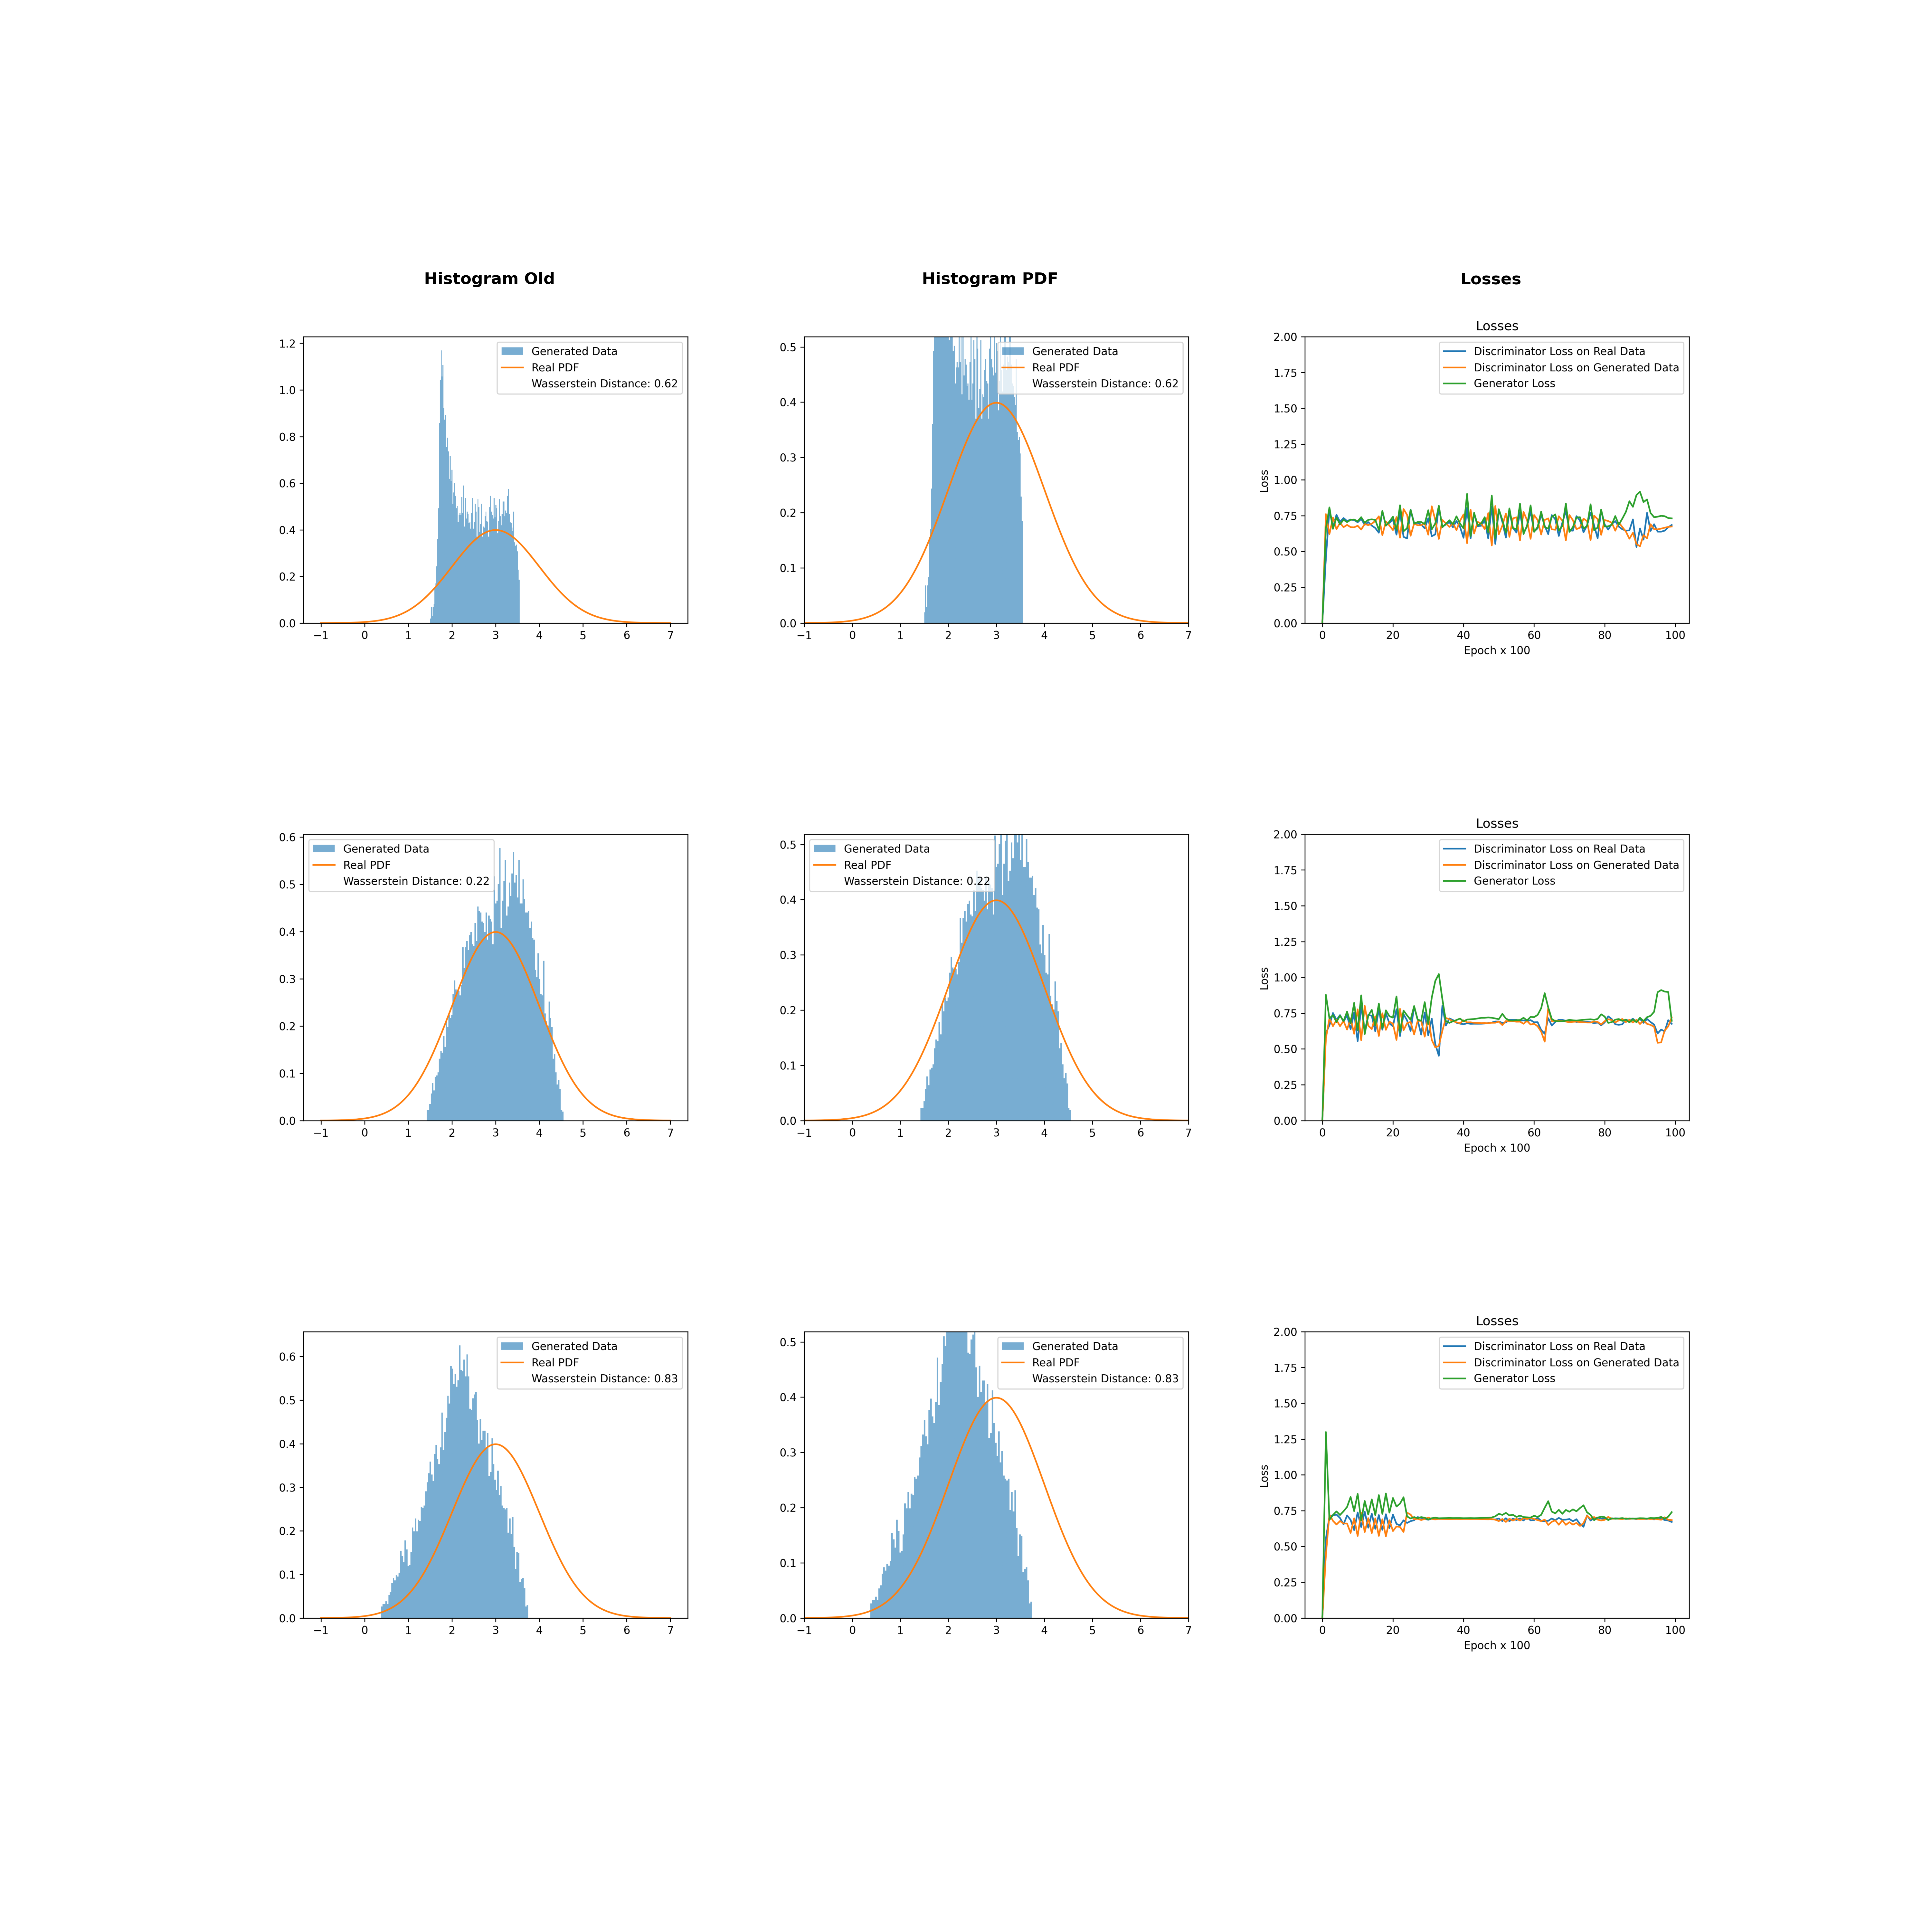 Histogram Old
Histogram PDF
Losses
Generated Data
Real PDF
Wasserstein Distance: 0.62
1.2
1.0
0.8
0.6
0.4
0.2
0.0
−1 0 1 2 3 4 5 6 7
Generated Data
Real PDF
Wasserstein Distance: 0.62
0.5
0.4
0.3
0.2
0.1
0.0
−1 0 1 2 3 4 5 6 7
Losses
Discriminator Loss on Real Data
Discriminator Loss on Generated Data
Generator Loss
2.00
1.75
1.50
1.25
1.00
0.75
0.50
0.25
0.00
Loss
0 20 40 60 80 100
Epoch x 100
Generated Data
Real PDF
Wasserstein Distance: 0.22
0.6
0.5
0.4
0.3
0.2
0.1
0.0
−1 0 1 2 3 4 5 6 7
Generated Data
Real PDF
Wasserstein Distance: 0.22
0.5
0.4
0.3
0.2
0.1
0.0
−1 0 1 2 3 4 5 6 7
Losses
Discriminator Loss on Real Data
Discriminator Loss on Generated Data
Generator Loss
2.00
1.75
1.50
1.25
1.00
0.75
0.50
0.25
0.00
Loss
0 20 40 60 80 100
Epoch x 100
Generated Data
Real PDF
Wasserstein Distance: 0.83
0.6
0.5
0.4
0.3
0.2
0.1
0.0
−1 0 1 2 3 4 5 6 7
Generated Data
Real PDF
Wasserstein Distance: 0.83
0.5
0.4
0.3
0.2
0.1
0.0
−1 0 1 2 3 4 5 6 7
Losses
Discriminator Loss on Real Data
Discriminator Loss on Generated Data
Generator Loss
2.00
1.75
1.50
1.25
1.00
0.75
0.50
0.25
0.00
Loss
0 20 40 60 80 100
Epoch x 100